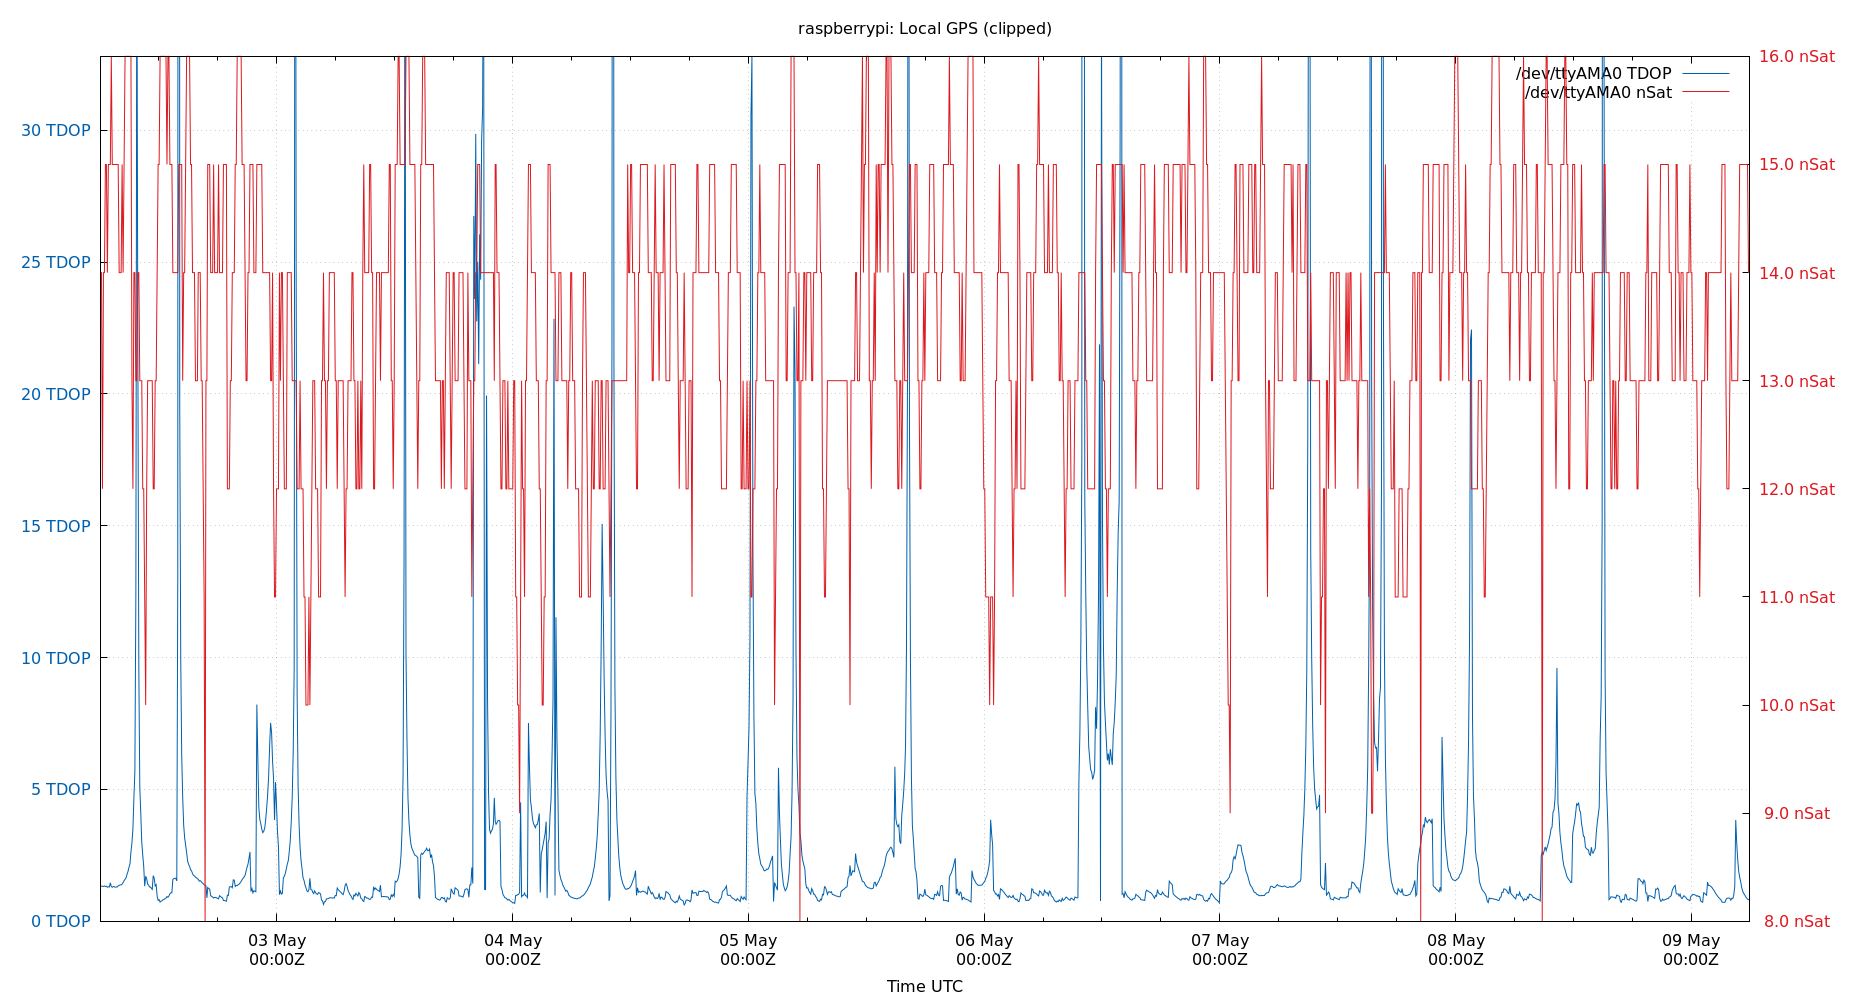 raspberrypi: Local GPS (clipped)
/dev/ttyAMA0 TDOP
/dev/ttyAMA0 nSat
30 TDOP
25 TDOP
20 TDOP
15 TDOP
10 TDOP
5 TDOP
0 TDOP
16.0 nSat
15.0 nSat
14.0 nSat
13.0 nSat
12.0 nSat
11.0 nSat
10.0 nSat
9.0 nSat
8.0 nSat
03 May
00:00Z
04 May
00:00Z
05 May
00:00Z
06 May
00:00Z
07 May
00:00Z
08 May
00:00Z
09 May
00:00Z
Time UTC